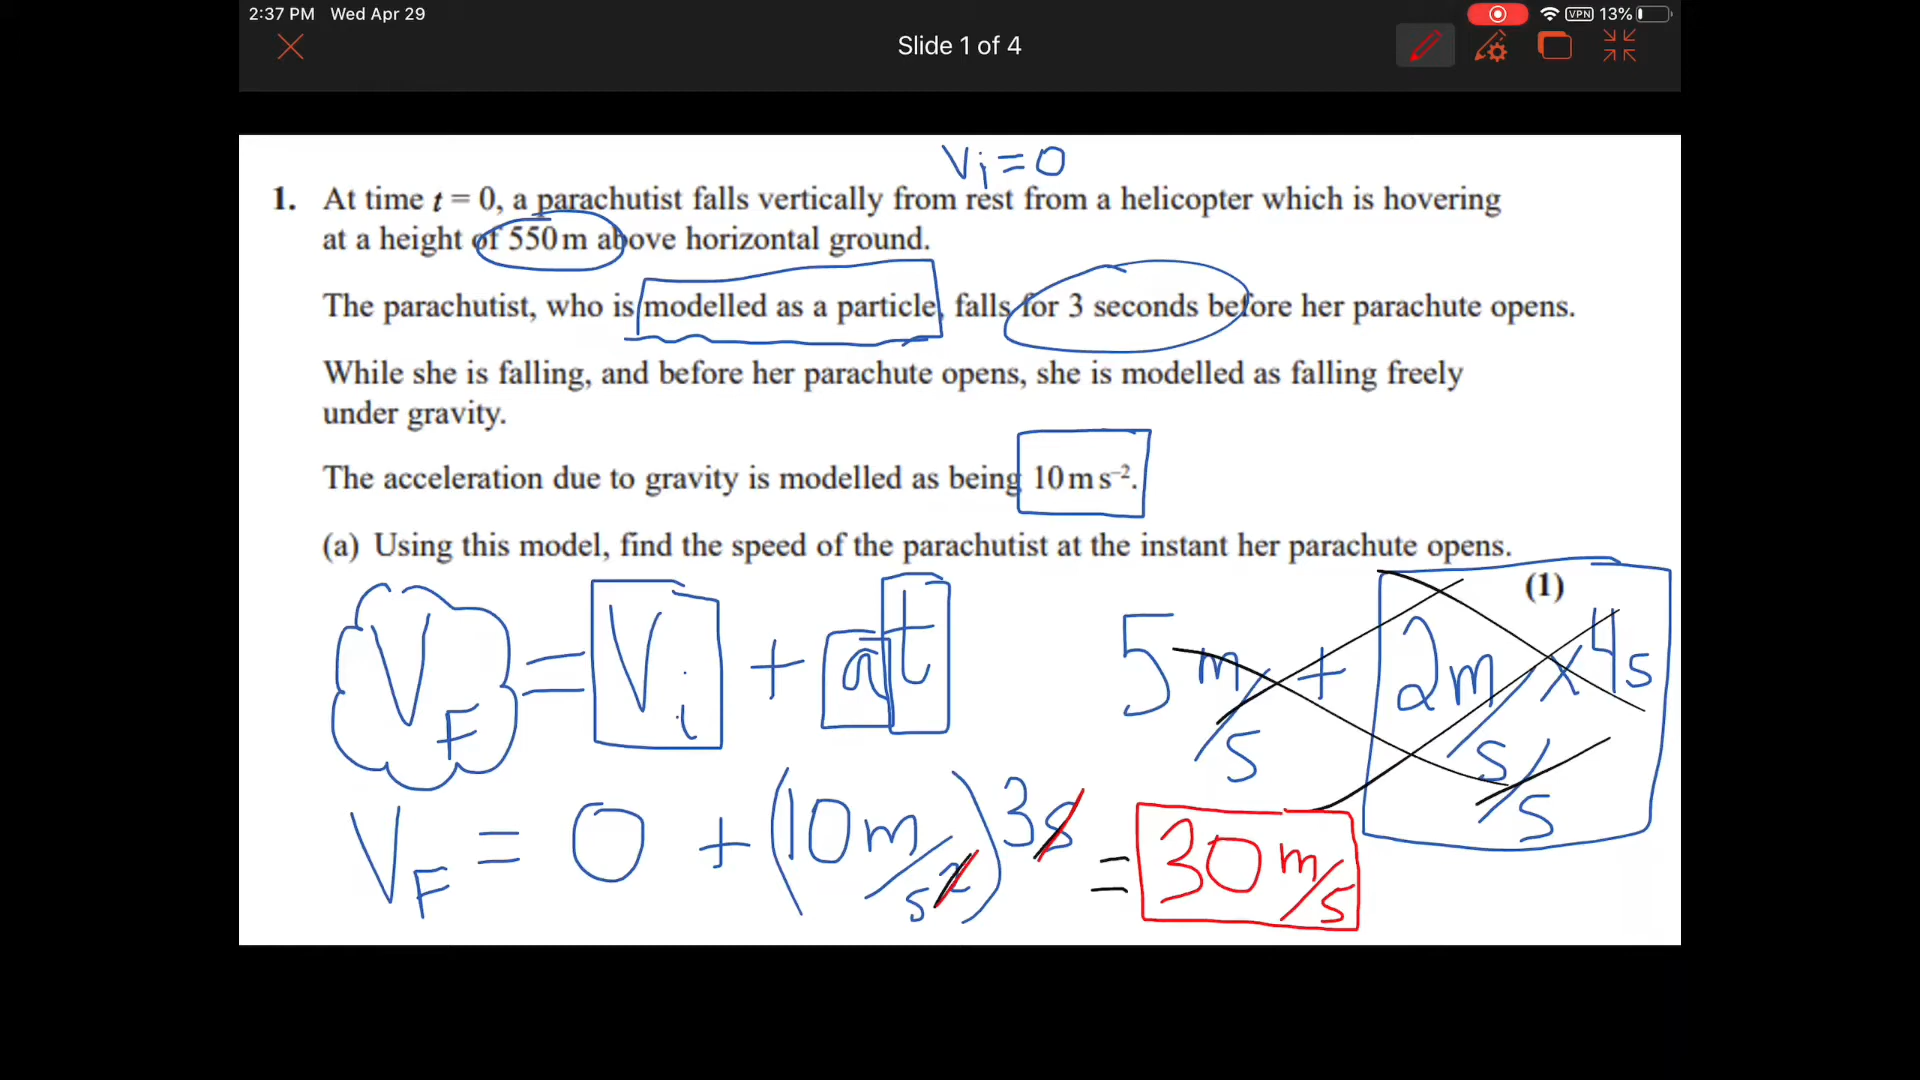 2:37 PM Wed Apr 29
VPN 13%
Slide 1 of 4
Vi = 0
1. At time t = 0, a parachutist falls vertically from rest from a helicopter which is hovering
at a height of 550 m above horizontal ground.
The parachutist, who is modelled as a particle, falls for 3 seconds before her parachute opens.
While she is falling, and before her parachute opens, she is modelled as falling freely
under gravity.
The acceleration due to gravity is modelled as being 10 m s⁻².
(a) Using this model, find the speed of the parachutist at the instant her parachute opens.
(1)
VF = Vi + at
5 m/s + 2m/s/s x 4s
VF = 0 + (10 m/s²) 3s = 30 m/s